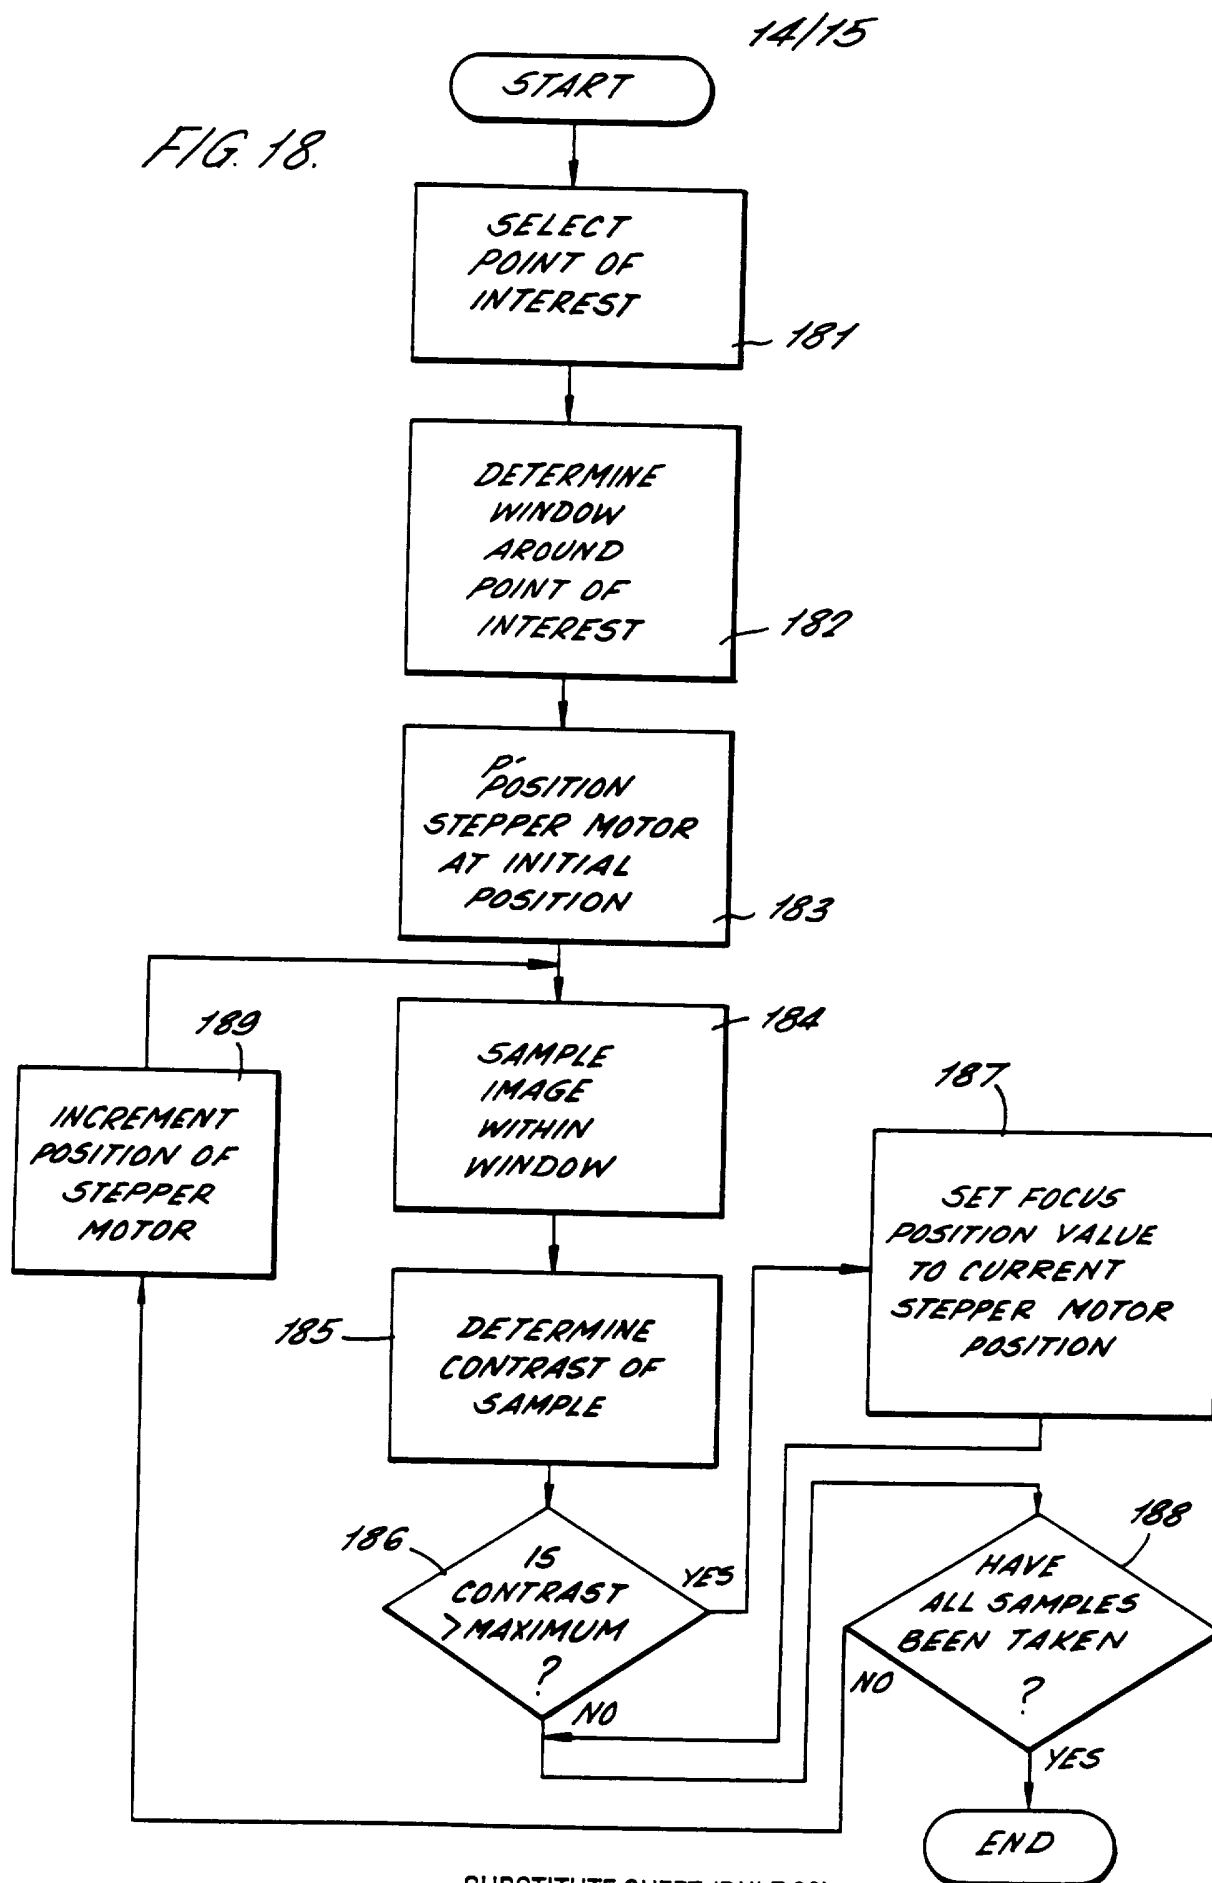 14/15
START
FIG. 18.
SELECT
POINT OF
INTEREST
181
DETERMINE
WINDOW
AROUND
POINT OF
INTEREST
182
P-
POSITION
STEPPER MOTOR
AT INITIAL
POSITION
183
189
INCREMENT
POSITION OF
STEPPER
MOTOR
184
SAMPLE
IMAGE
WITHIN
WINDOW
187
SET FOCUS
POSITION VALUE
TO CURRENT
STEPPER MOTOR
POSITION
185
DETERMINE
CONTRAST OF
SAMPLE
186
IS
CONTRAST
>MAXIMUM
?
YES
NO
188
HAVE
ALL SAMPLES
BEEN TAKEN
?
NO
YES
END